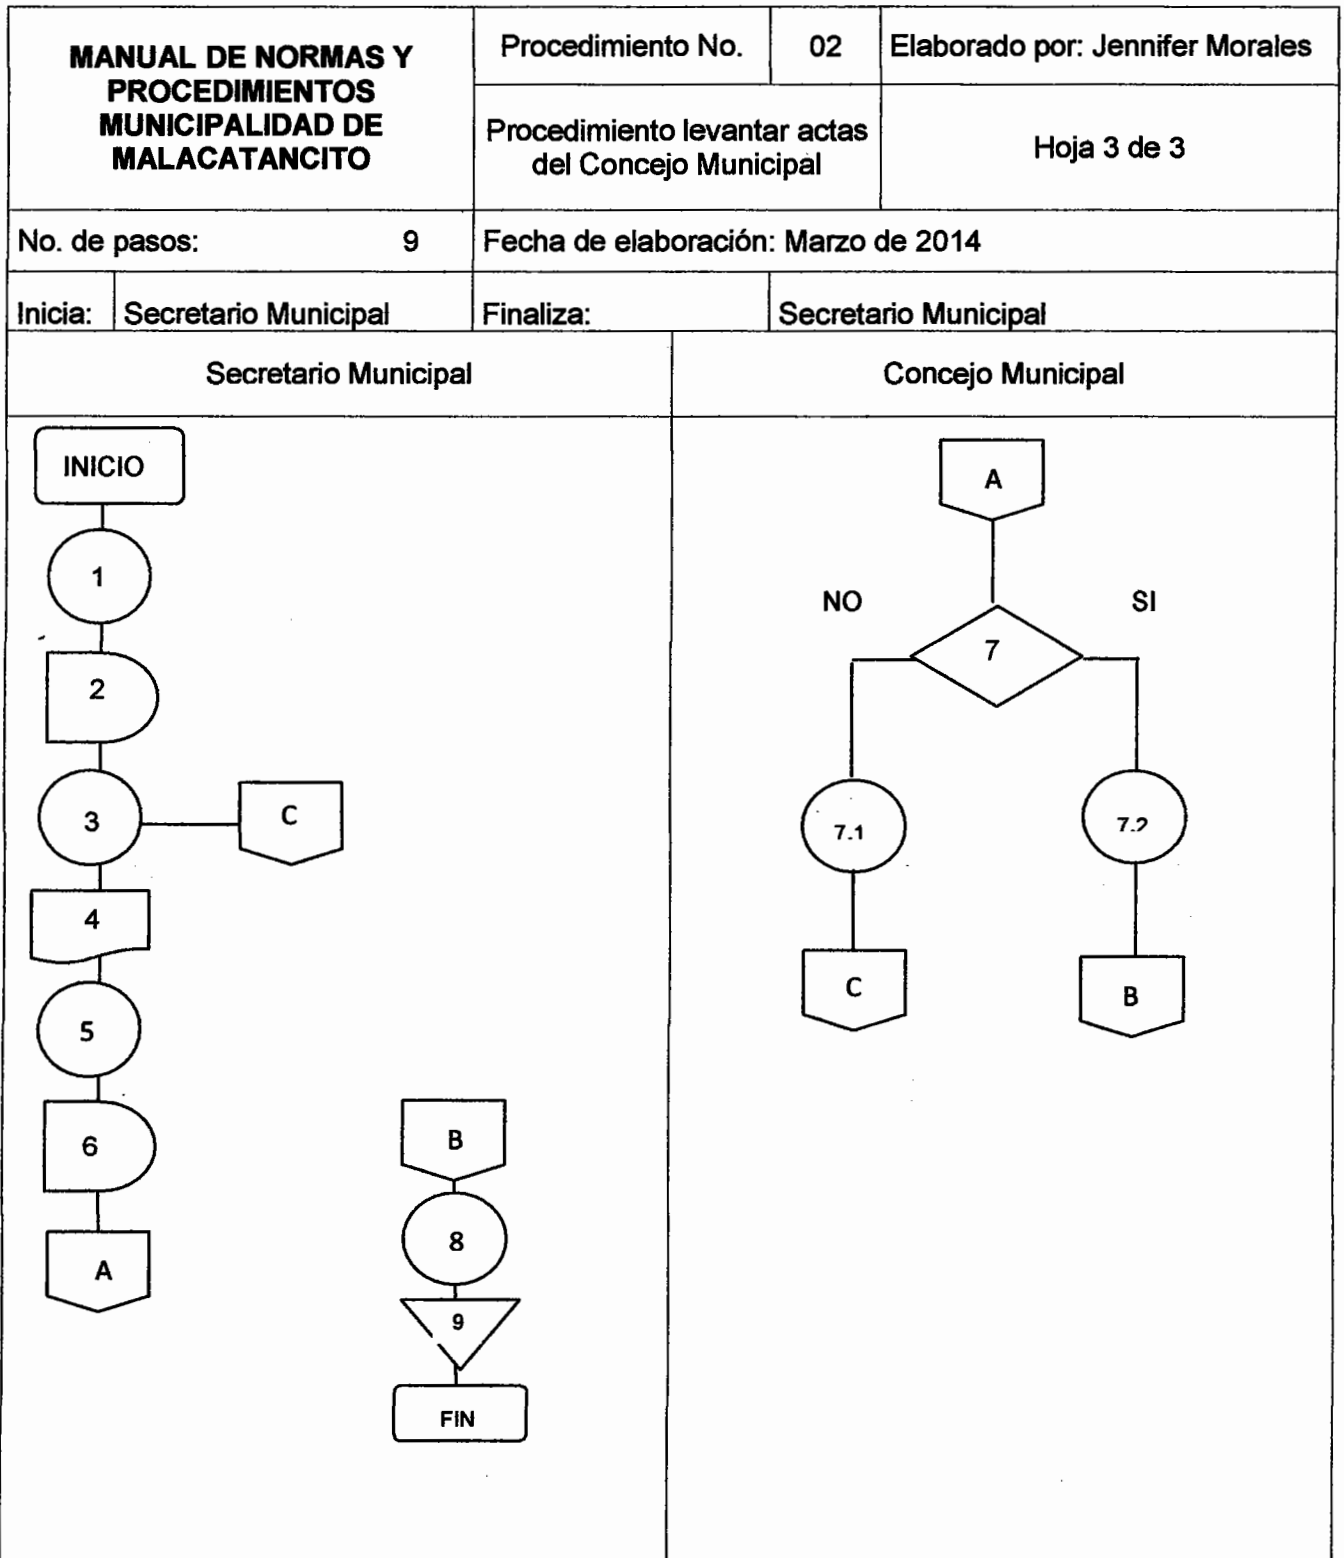 MANUAL DE NORMAS Y
PROCEDIMIENTOS
MUNICIPALIDAD DE
MALACATANCITO
Procedimiento No.
02
Elaborado por: Jennifer Morales
Procedimiento levantar actas
del Concejo Municipal
Hoja 3 de 3
No. de pasos: 9
Fecha de elaboración: Marzo de 2014
Inicia:
Secretario Municipal
Finaliza:
Secretario Municipal
Secretario Municipal
Concejo Municipal
INICIO
1
2
3
C
4
5
6
A
B
8
9
FIN
A
NO
SI
7
7.1
7.2
C
B